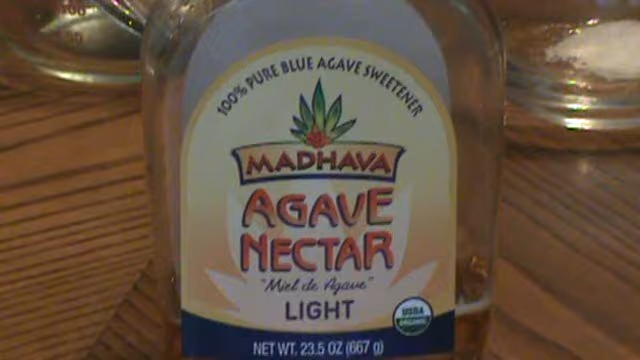 100% PURE BLUE AGAVE SWEETENER
MADHAVA
AGAVE
NECTAR
"Miel de Agave"
LIGHT
USDA
ORGANIC
NET WT. 23.5 OZ (667 g)